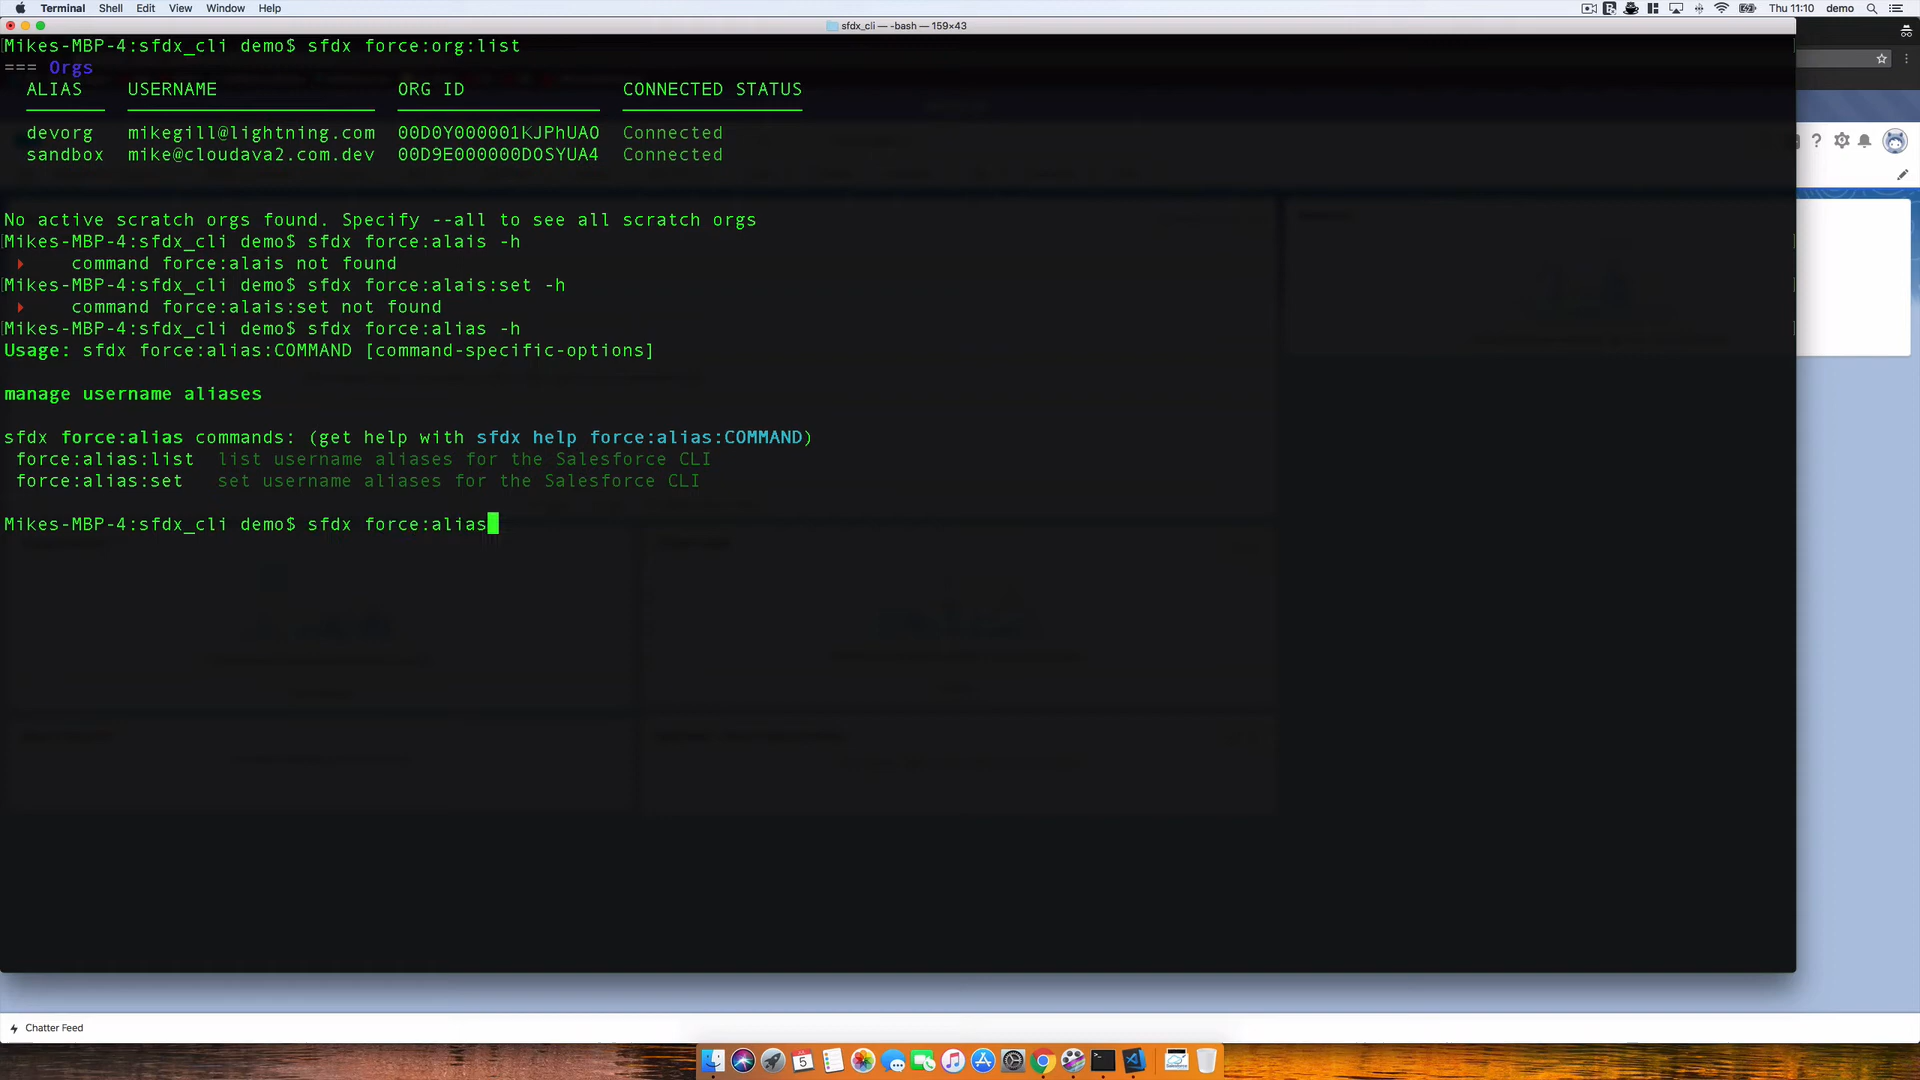 Terminal Shell Edit View Window Help Thu 11:10 demo
sfdx_cli — -bash — 159×43
Mikes-MBP-4:sfdx_cli demo$ sfdx force:org:list
=== Orgs
ALIAS USERNAME ORG ID CONNECTED STATUS
devorg mikegill@lightning.com 00D0Y000001KJPhUAO Connected
sandbox mike@cloudava2.com.dev 00D9E000000DOSYUA4 Connected
No active scratch orgs found. Specify --all to see all scratch orgs
Mikes-MBP-4:sfdx_cli demo$ sfdx force:alais -h
command force:alais not found
Mikes-MBP-4:sfdx_cli demo$ sfdx force:alais:set -h
command force:alais:set not found
Mikes-MBP-4:sfdx_cli demo$ sfdx force:alias -h
Usage: sfdx force:alias:COMMAND [command-specific-options]
manage username aliases
sfdx force:alias commands: (get help with sfdx help force:alias:COMMAND)
force:alias:list list username aliases for the Salesforce CLI
force:alias:set set username aliases for the Salesforce CLI
Mikes-MBP-4:sfdx_cli demo$ sfdx force:alias
Chatter Feed
5